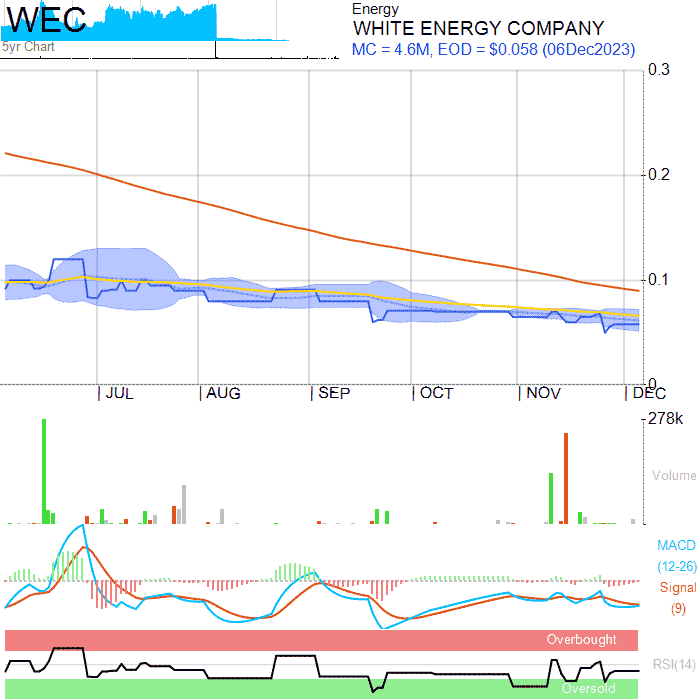 WEC
5yr Chart
Energy
WHITE ENERGY COMPANY
MC = 4.6M, EOD = $0.058 (06Dec2023)
0.3
0.2
0.1
0
JUL AUG SEP OCT NOV DEC
278k
Volume
MACD
(12-26)
Signal
(9)
Overbought
RSI(14)
Oversold